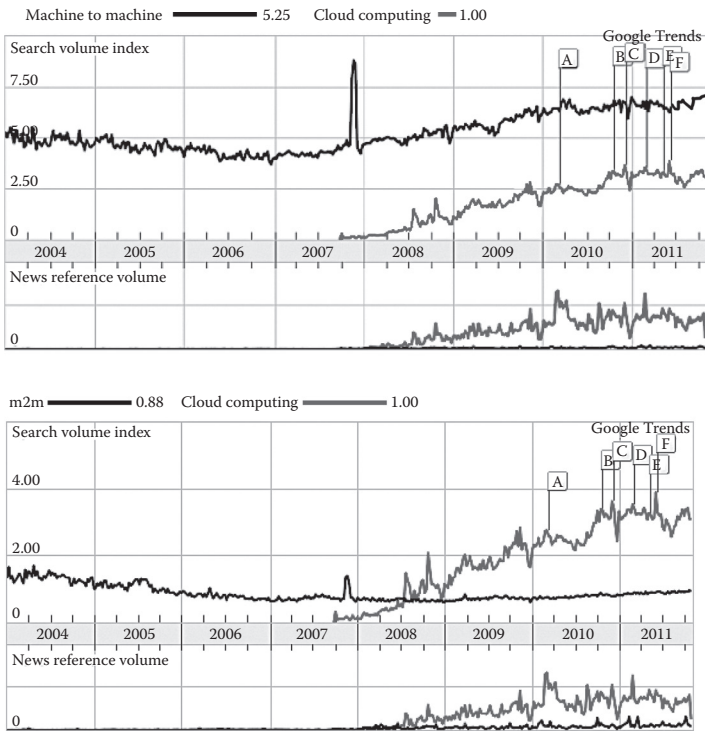 Machine to machine 5.25 Cloud computing 1.00
Search volume index
Google Trends
A B C D E F
7.50
5.00
2.50
0
2004 2005 2006 2007 2008 2009 2010 2011
News reference volume
0
m2m 0.88 Cloud computing 1.00
Search volume index
Google Trends
F
B C D E
A
4.00
2.00
0
2004 2005 2006 2007 2008 2009 2010 2011
News reference volume
0